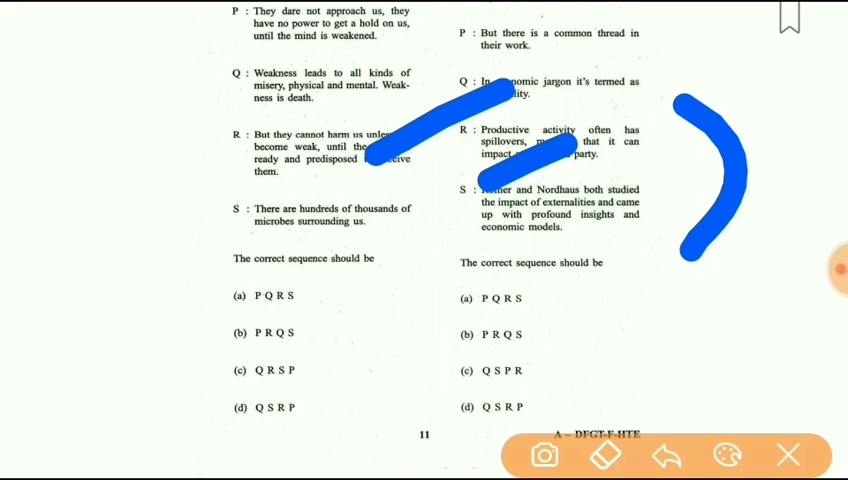 P : They dare not approach us, they
have no power to get a hold on us,
until the mind is weakened.
Q : Weakness leads to all kinds of
misery, physical and mental. Weak-
ness is death.
R : But they cannot harm us
become weak, until
ready and predisposed
them.
S : There are hundreds of thousands of
microbes surrounding us.
The correct sequence should be
(a) P Q R S
(b) P R Q S
(c) Q R S P
(d) Q S R P
P : But there is a common thread in
their work.
Q : In jargon it's termed as
R : Productive activity often has
spillovers, that it can
impact party.
S : and Nordhaus both studied
the impact of externalities and came
up with profound insights and
economic models.
The correct sequence should be
(a) P Q R S
(b) P R Q S
(c) Q S P R
(d) Q S R P
11
A – DFGT-F-HTE